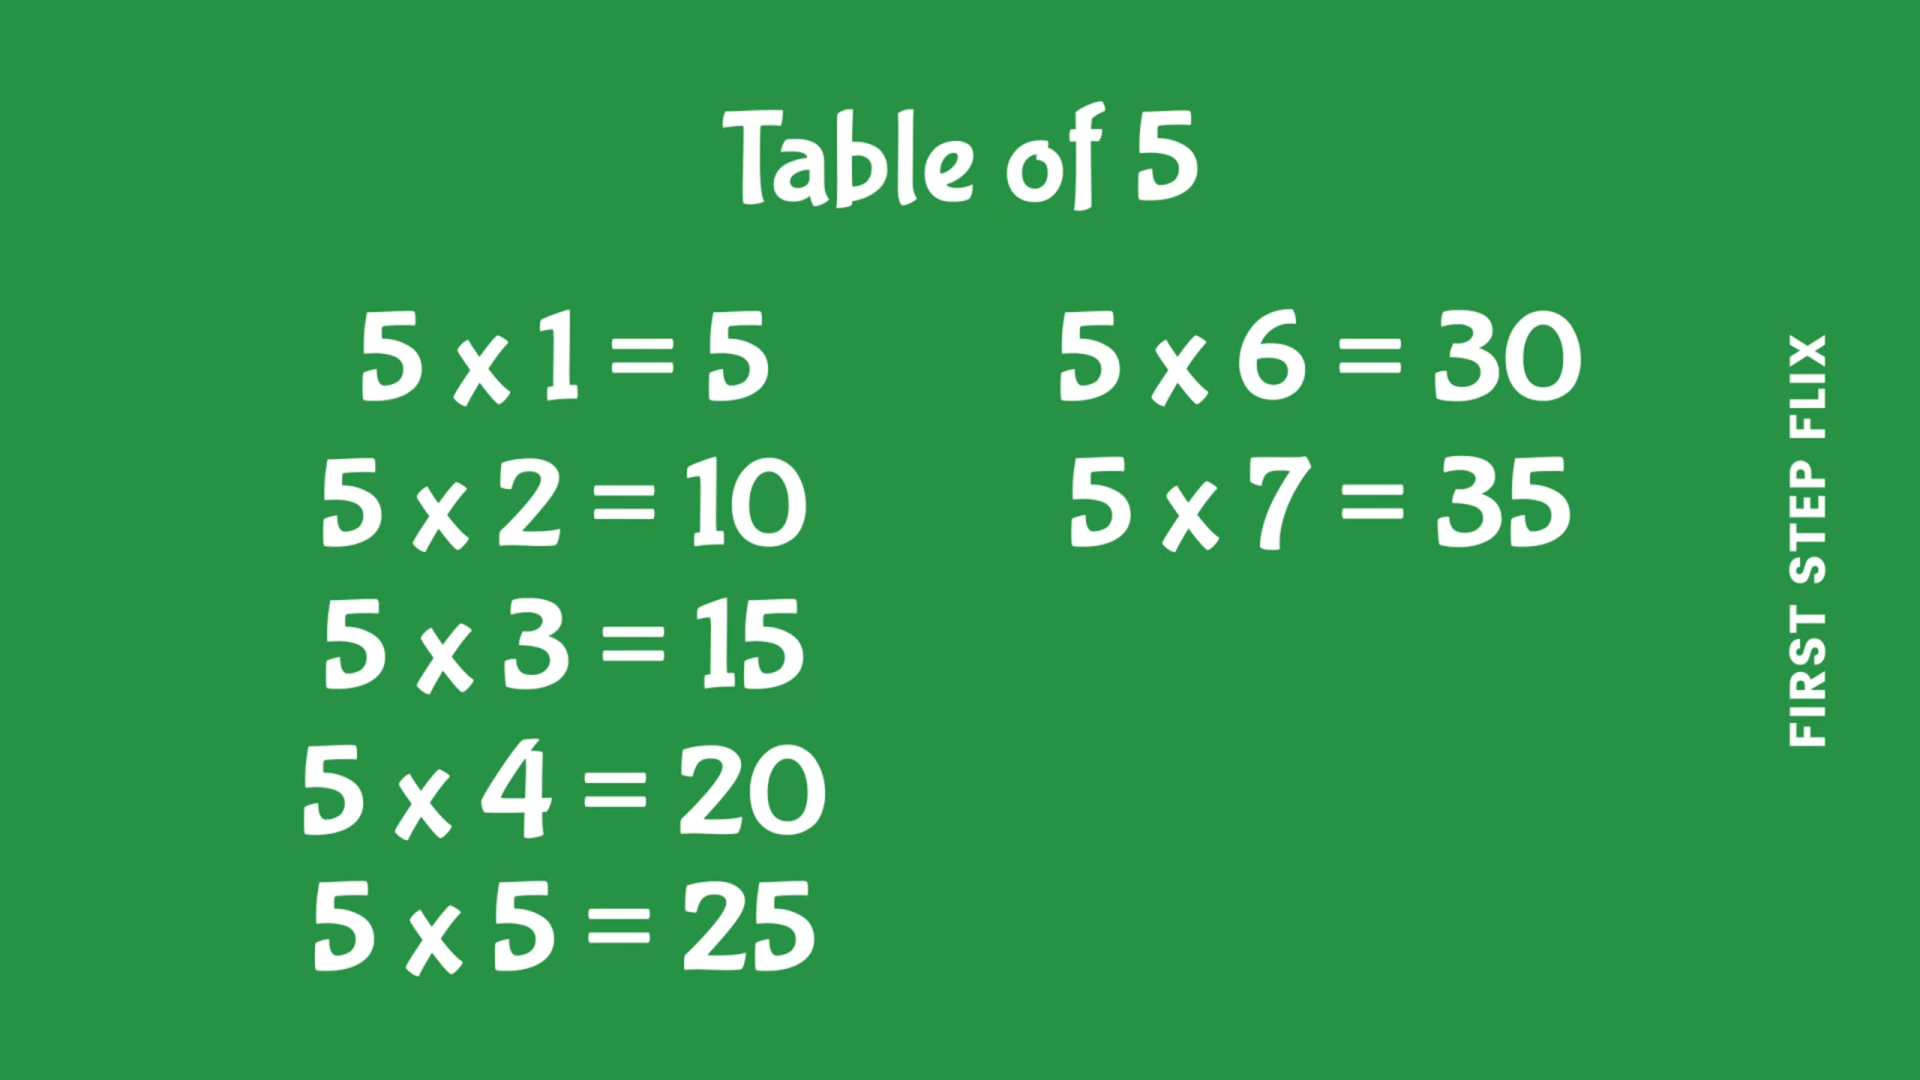 Table of 5
5 x 1 = 5
5 x 2 = 10
5 x 3 = 15
5 x 4 = 20
5 x 5 = 25
5 x 6 = 30
5 x 7 = 35
FIRST STEP FLIX